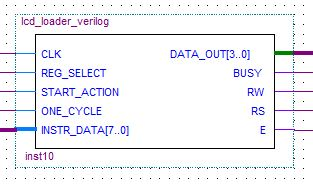 lcd_loader_verilog
CLK DATA_OUT[3..0]
REG_SELECT BUSY
START_ACTION RW
ONE_CYCLE RS
INSTR_DATA[7..0] E
inst10